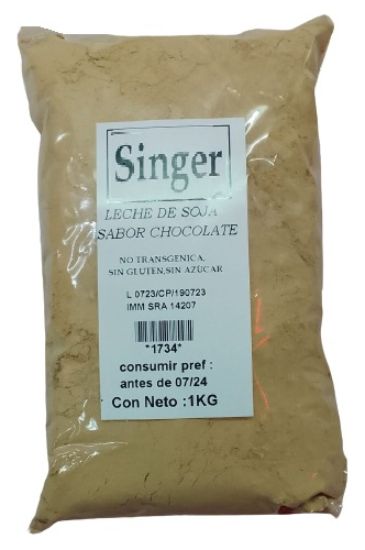 Singer
LECHE DE SOJA
SABOR CHOCOLATE
NO TRANSGENICA,
SIN GLUTEN,SIN AZÚCAR
L 0723/CP/190723
IMM SRA 14207
*1734*
consumir pref :
antes de 07/24
Con Neto :1KG